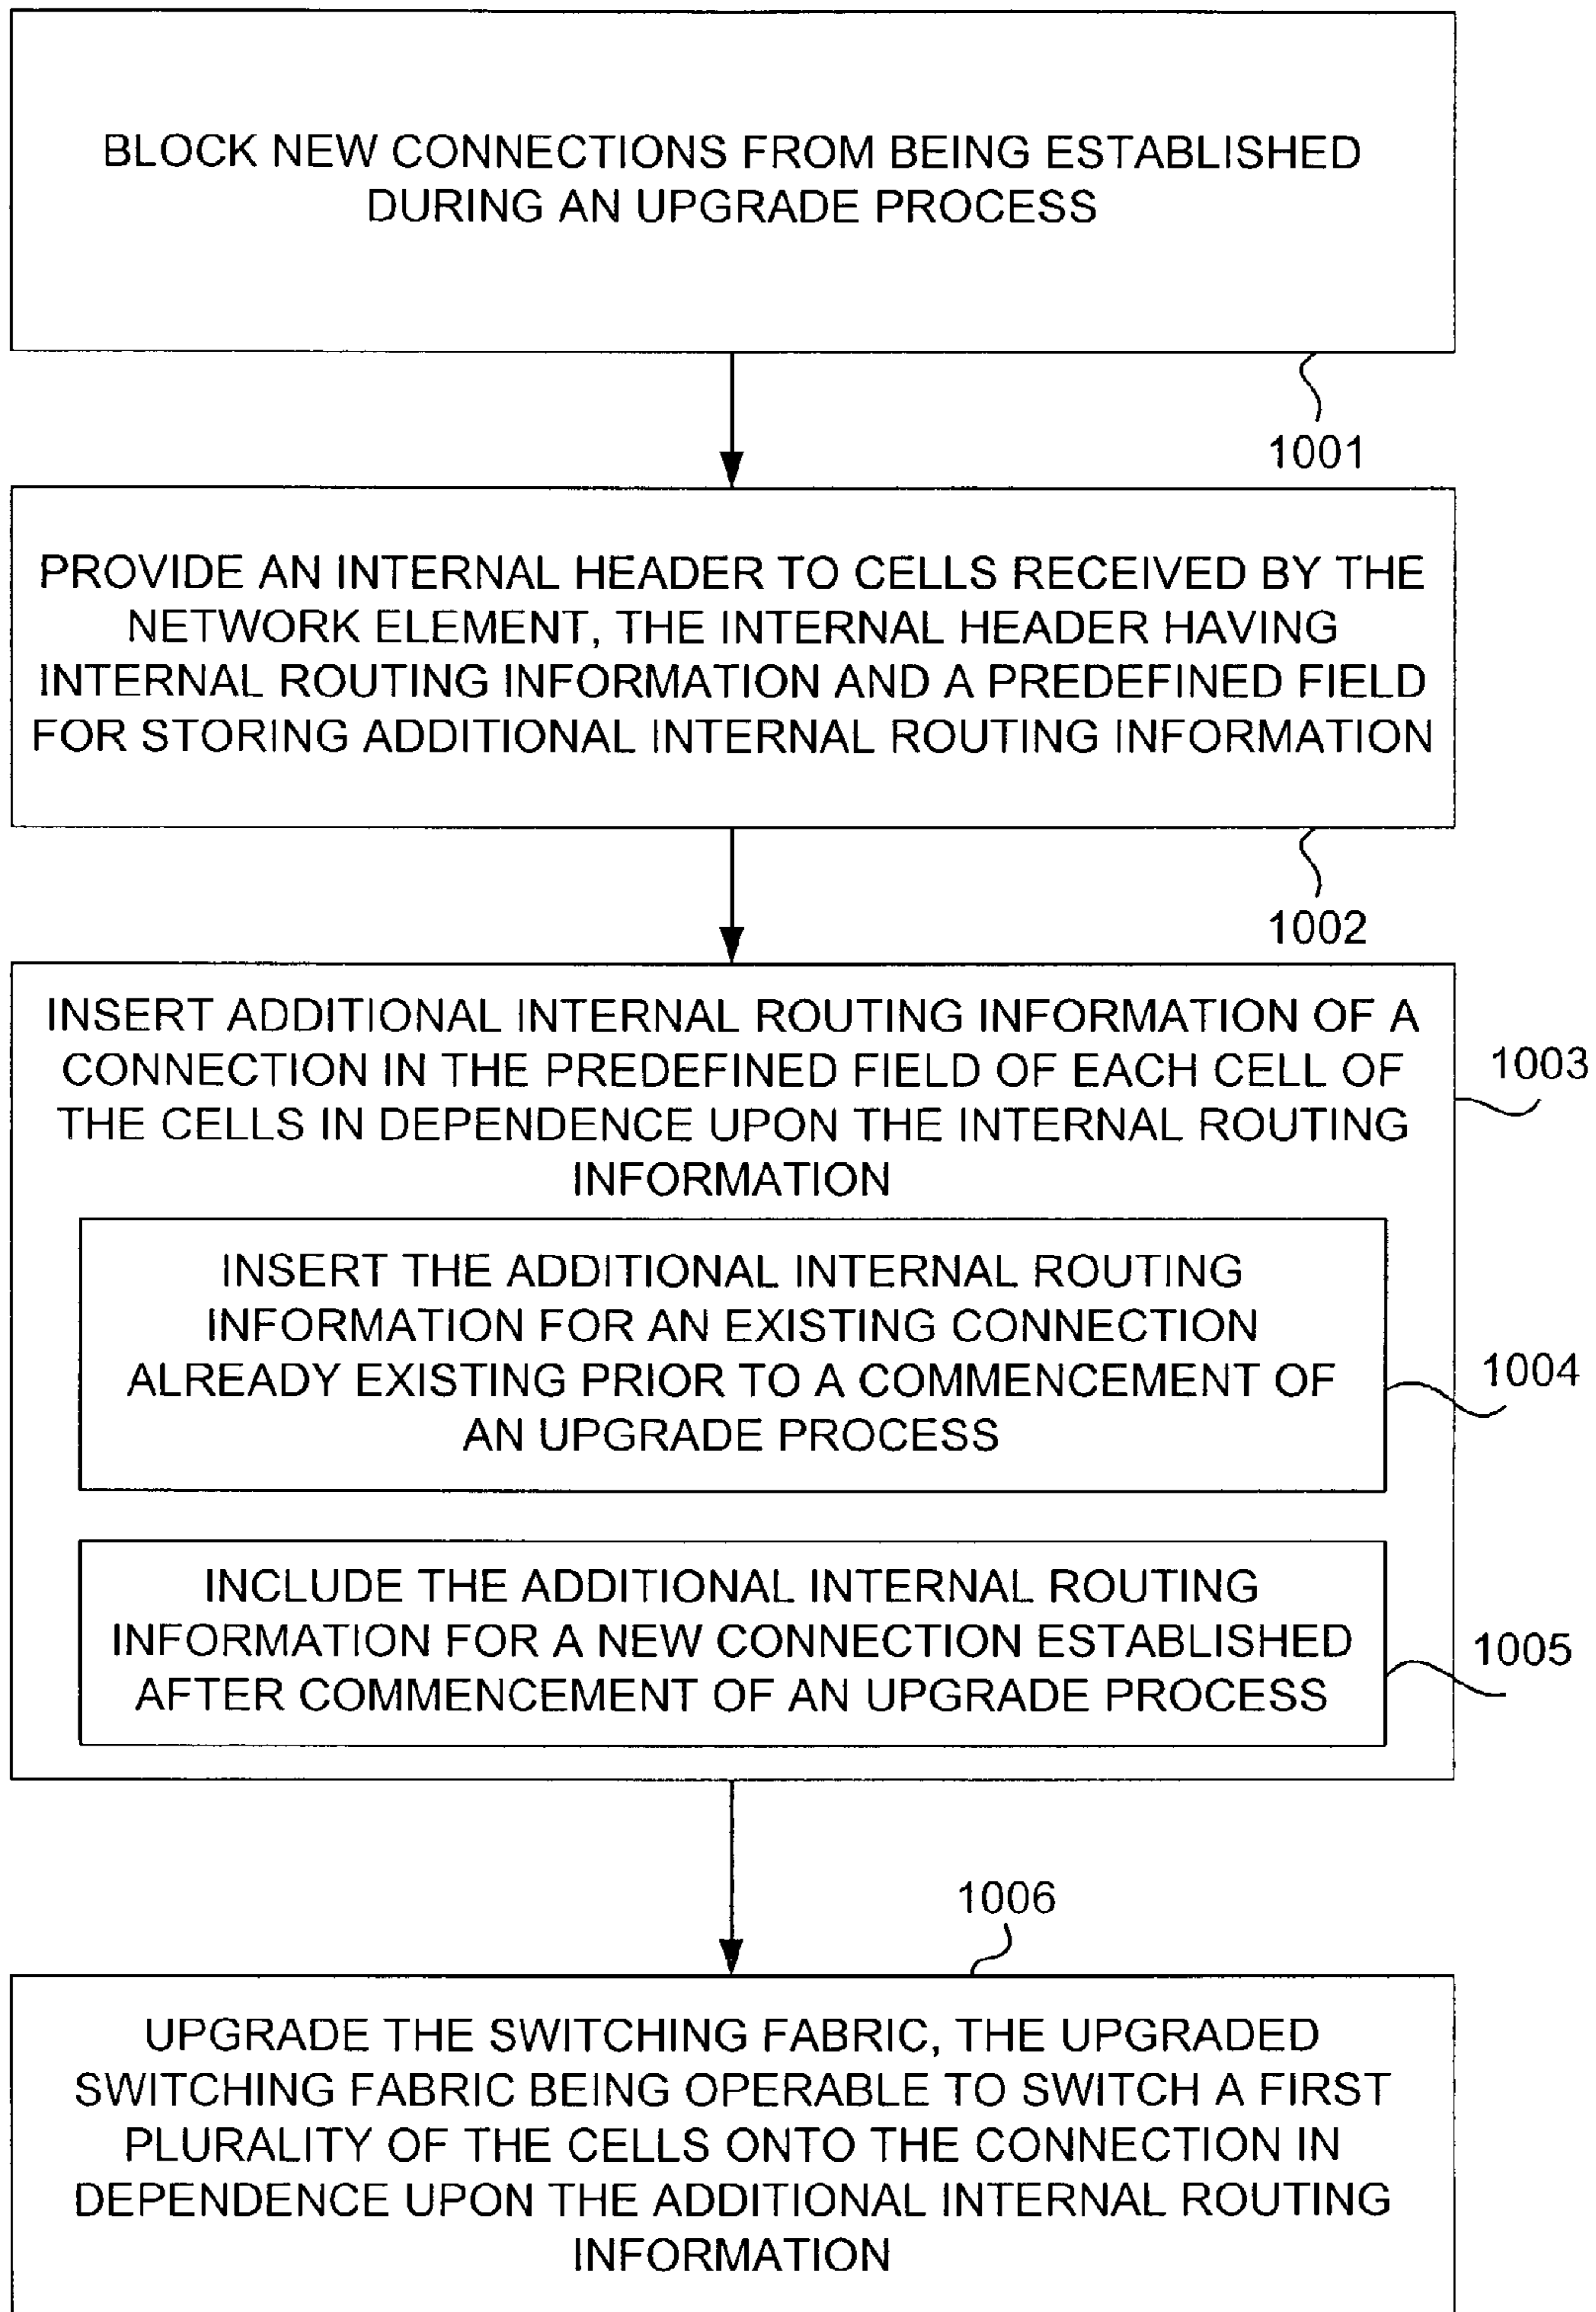 BLOCK NEW CONNECTIONS FROM BEING ESTABLISHED
DURING AN UPGRADE PROCESS
1001
PROVIDE AN INTERNAL HEADER TO CELLS RECEIVED BY THE
NETWORK ELEMENT, THE INTERNAL HEADER HAVING
INTERNAL ROUTING INFORMATION AND A PREDEFINED FIELD
FOR STORING ADDITIONAL INTERNAL ROUTING INFORMATION
1002
INSERT ADDITIONAL INTERNAL ROUTING INFORMATION OF A
CONNECTION IN THE PREDEFINED FIELD OF EACH CELL OF
THE CELLS IN DEPENDENCE UPON THE INTERNAL ROUTING
INFORMATION
1003
INSERT THE ADDITIONAL INTERNAL ROUTING
INFORMATION FOR AN EXISTING CONNECTION
ALREADY EXISTING PRIOR TO A COMMENCEMENT OF
AN UPGRADE PROCESS
1004
INCLUDE THE ADDITIONAL INTERNAL ROUTING
INFORMATION FOR A NEW CONNECTION ESTABLISHED
AFTER COMMENCEMENT OF AN UPGRADE PROCESS
1005
1006
UPGRADE THE SWITCHING FABRIC, THE UPGRADED
SWITCHING FABRIC BEING OPERABLE TO SWITCH A FIRST
PLURALITY OF THE CELLS ONTO THE CONNECTION IN
DEPENDENCE UPON THE ADDITIONAL INTERNAL ROUTING
INFORMATION